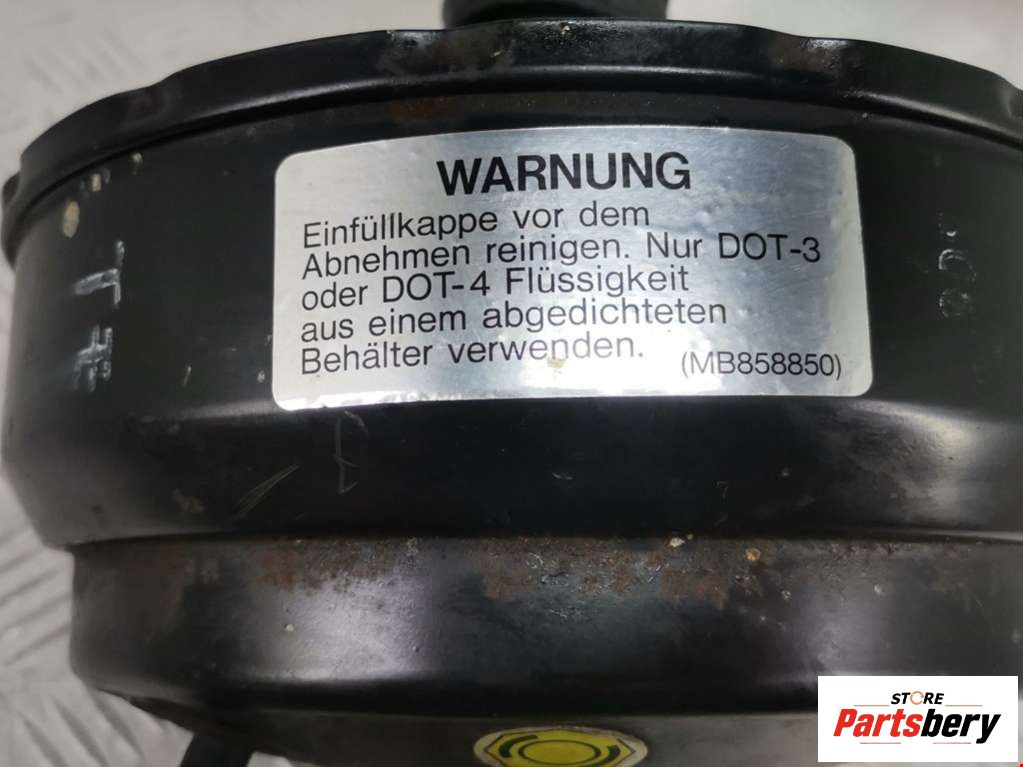 WARNUNG
Einfüllkappe vor dem
Abnehmen reinigen. Nur DOT-3
oder DOT-4 Flüssigkeit
aus einem abgedichteten
Behälter verwenden.
(MB858850)
STORE
Partsbery